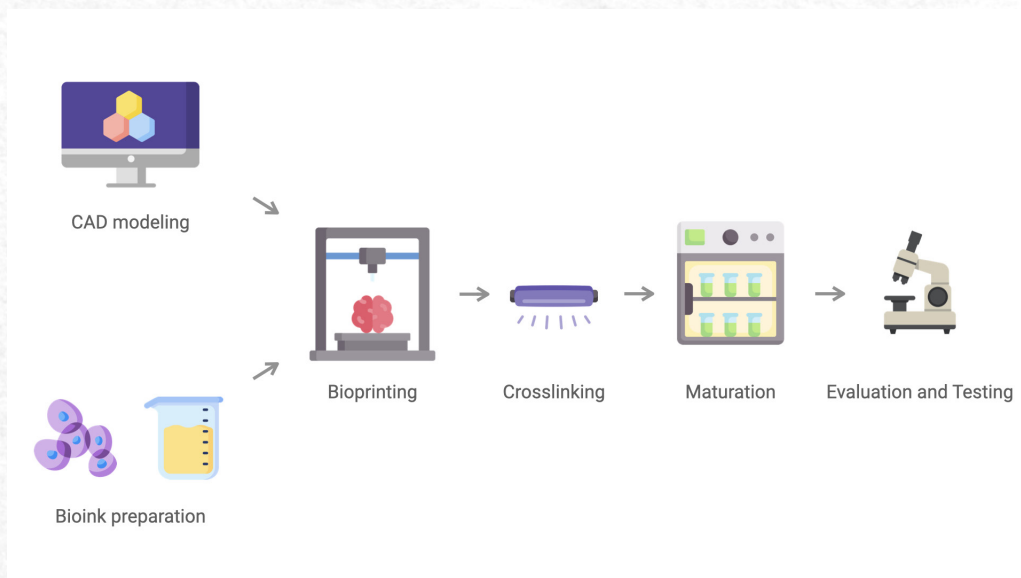 CAD modeling
Bioink preparation
Bioprinting
Crosslinking
Maturation
Evaluation and Testing